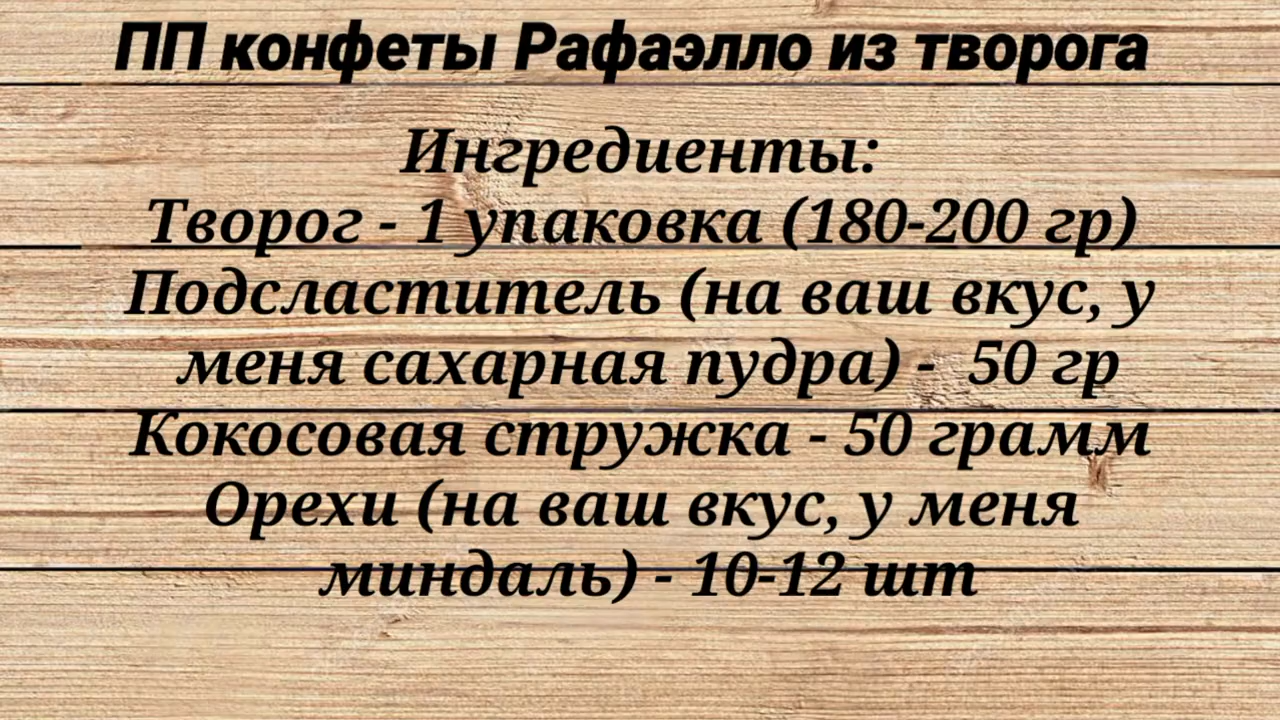 ПП конфеты Рафаэлло из творога
Ингредиенты:
Творог - 1 упаковка (180-200 гр)
Подсластитель (на ваш вкус, у
меня сахарная пудра) - 50 гр
Кокосовая стружка - 50 грамм
Орехи (на ваш вкус, у меня
миндаль) - 10-12 шт